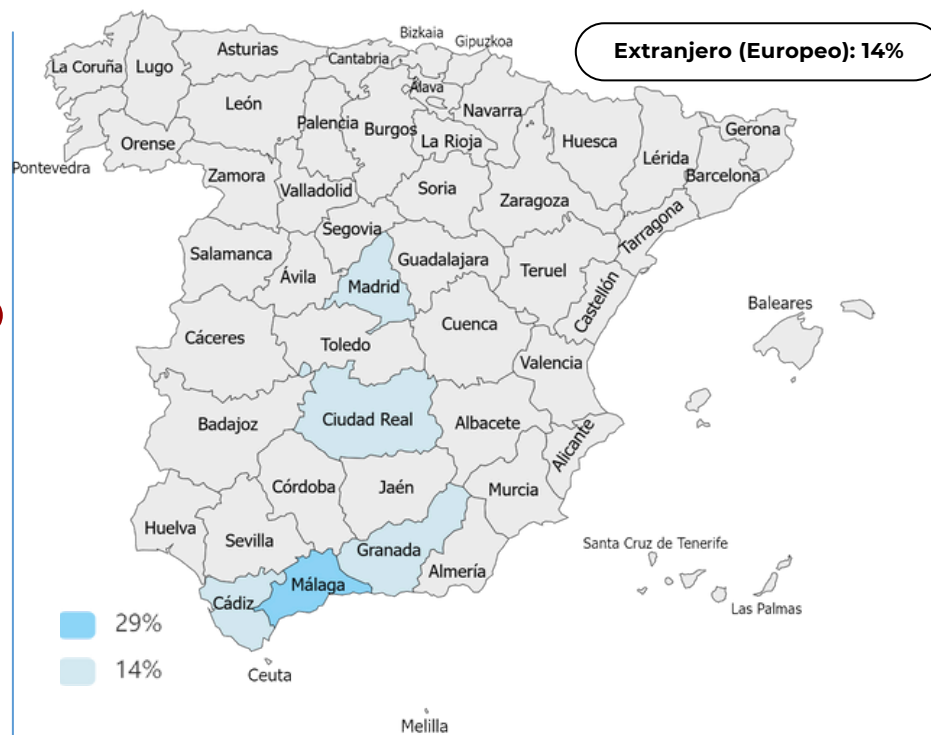 Extranjero (Europeo): 14%
Bizkaia
Gipuzkoa
Asturias
Cantabria
La Coruña
Lugo
Álava
León
Navarra
Palencia
Burgos
La Rioja
Huesca
Gerona
Orense
Lérida
Pontevedra
Zamora
Barcelona
Valladolid
Soria
Zaragoza
Segovia
Tarragona
Salamanca
Guadalajara
Ávila
Teruel
Madrid
Castellón
Baleares
Cuenca
Cáceres
Toledo
Valencia
Badajoz
Ciudad Real
Albacete
Alicante
Córdoba
Jaén
Murcia
Huelva
Sevilla
Granada
Santa Cruz de Tenerife
Almería
Málaga
Cádiz
Las Palmas
29%
14%
Ceuta
Melilla